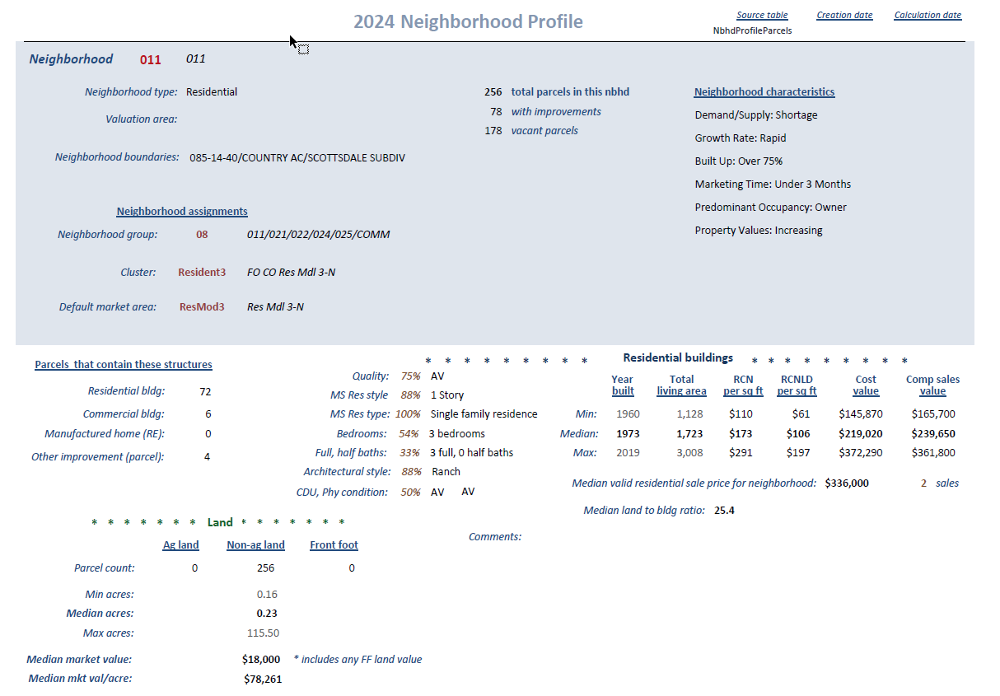 2024 Neighborhood Profile
Source table Creation date Calculation date
NbhdProfileParcels
Neighborhood 011 011
Neighborhood type: Residential
Valuation area:
Neighborhood boundaries: 085-14-40/COUNTRY AC/SCOTTSDALE SUBDIV
256 total parcels in this nbhd
78 with improvements
178 vacant parcels
Neighborhood characteristics
Demand/Supply: Shortage
Growth Rate: Rapid
Built Up: Over 75%
Marketing Time: Under 3 Months
Predominant Occupancy: Owner
Property Values: Increasing
Neighborhood assignments
Neighborhood group: 08 011/021/022/024/025/COMM
Cluster: Resident3 FO CO Res Mdl 3-N
Default market area: ResMod3 Res Mdl 3-N
Parcels that contain these structures
Residential bldg: 72
Commercial bldg: 6
Manufactured home (RE): 0
Other improvement (parcel): 4
* * * * * * * * * Residential buildings * * * * * * * * *
Quality: 75% AV
MS Res style 88% 1 Story
MS Res type: 100% Single family residence
Bedrooms: 54% 3 bedrooms
Full, half baths: 33% 3 full, 0 half baths
Architectural style: 88% Ranch
CDU, Phy condition: 50% AV AV
Year Total RCN RCNLD Cost Comp sales
built living area per sq ft per sq ft value value
Min: 1960 1,128 $110 $61 $145,870 $165,700
Median: 1973 1,723 $173 $106 $219,020 $239,650
Max: 2019 3,008 $291 $197 $372,290 $361,800
Median valid residential sale price for neighborhood: $336,000 2 sales
Median land to bldg ratio: 25.4
Comments:
* * * * * * * Land * * * * * * *
Ag land Non-ag land Front foot
Parcel count: 0 256 0
Min acres: 0.16
Median acres: 0.23
Max acres: 115.50
Median market value: $18,000 * includes any FF land value
Median mkt val/acre: $78,261